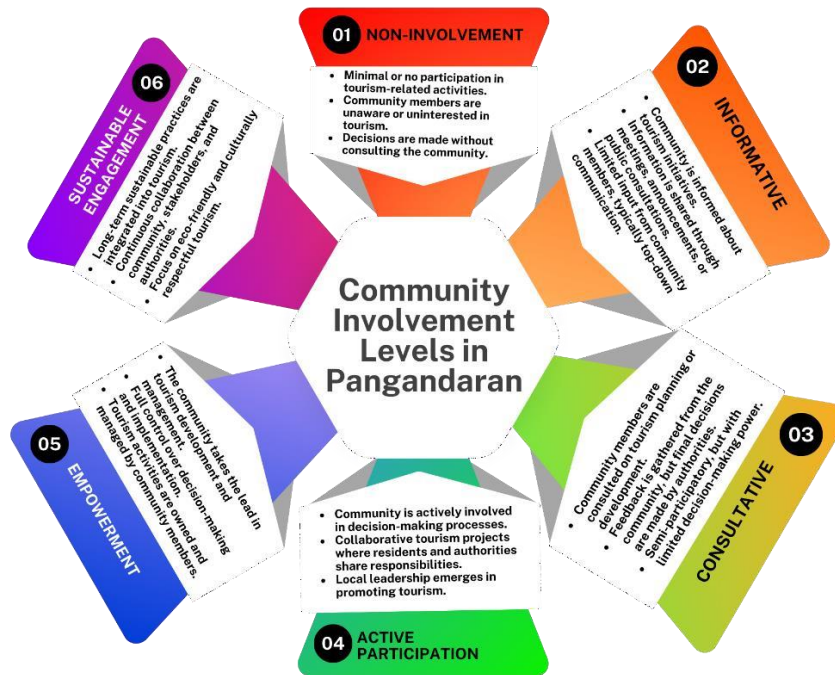 Community
Involvement
Levels in
Pangandaran
01
NON-INVOLVEMENT
• Minimal or no participation in
tourism-related activities.
• Community members are
unaware or uninterested in
tourism.
• Decisions are made without
consulting the community.
02
INFORMATIVE
• Community is informed about
tourism initiatives.
• Information is shared through
meetings, announcements, or
public consultations.
• Limited input from community
members, typically top-down
communication.
03
CONSULTATIVE
• Community members are
consulted on tourism planning or
development.
• Feedback is gathered from the
community, but final decisions
are made by authorities.
• Semi-participatory, but with
limited decision-making power.
04
ACTIVE
PARTICIPATION
• Community is actively involved
in decision-making processes.
• Collaborative tourism projects
where residents and authorities
share responsibilities.
• Local leadership emerges in
promoting tourism.
05
EMPOWERMENT
• The community takes the lead in
tourism development and
management.
• Full control over decision-making
and implementation.
• Tourism activities are owned and
managed by community members.
06
SUSTAINABLE
ENGAGEMENT
• Long-term sustainable practices are
integrated into tourism.
• Continuous collaboration between
community, stakeholders, and
authorities.
• Focus on eco-friendly and culturally
respectful tourism.